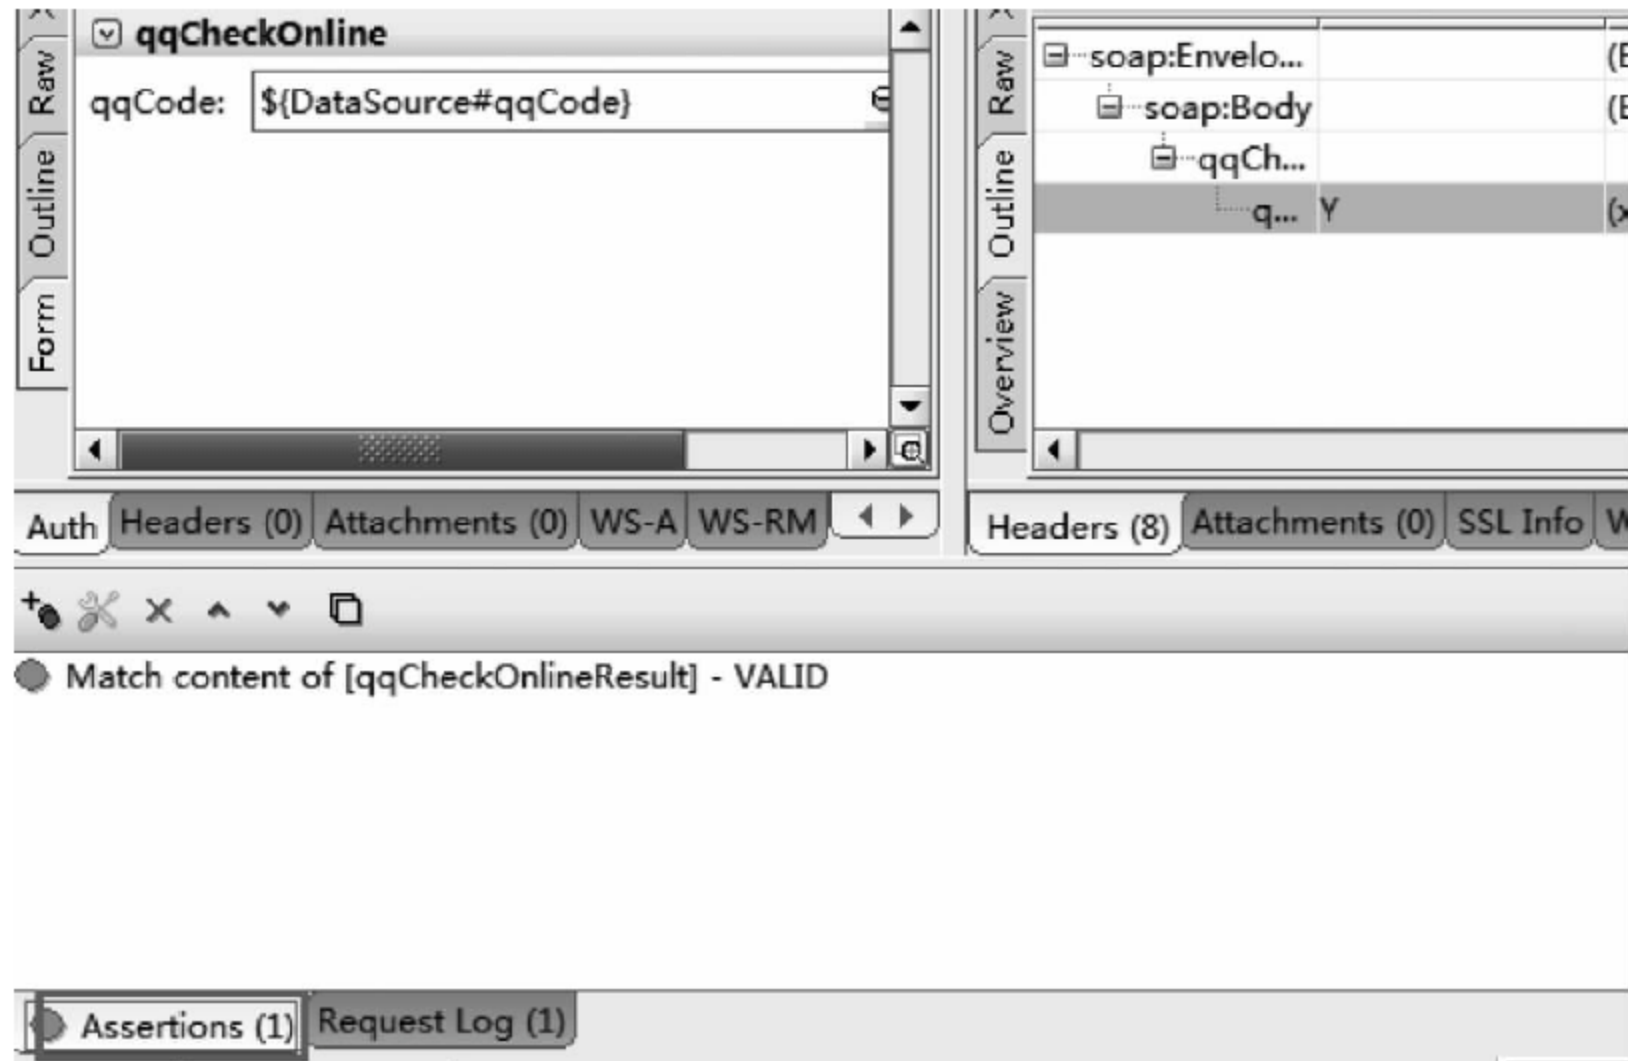 qqCheckOnline
qqCode: ${DataSource#qqCode}
Raw
Outline
Form
Raw
Outline
Overview
soap:Envelo...
soap:Body
qqCh...
q... Y
Auth Headers (0) Attachments (0) WS-A WS-RM
Headers (8) Attachments (0) SSL Info
Match content of [qqCheckOnlineResult] - VALID
Assertions (1) Request Log (1)